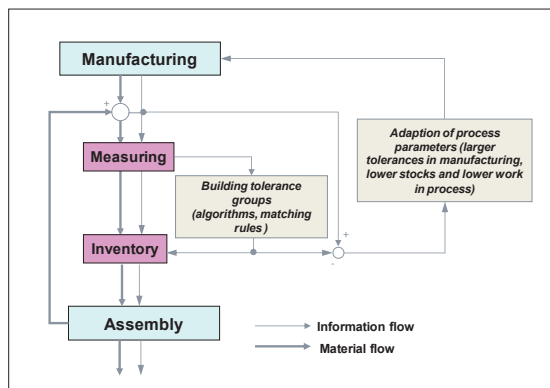 Manufacturing
+
Measuring
Building tolerance
groups
(algorithms, matching
rules )
Adaption of process
parameters (larger
tolerances in manufacturing,
lower stocks and lower work
in process)
+
-
Inventory
Assembly
Information flow
Material flow